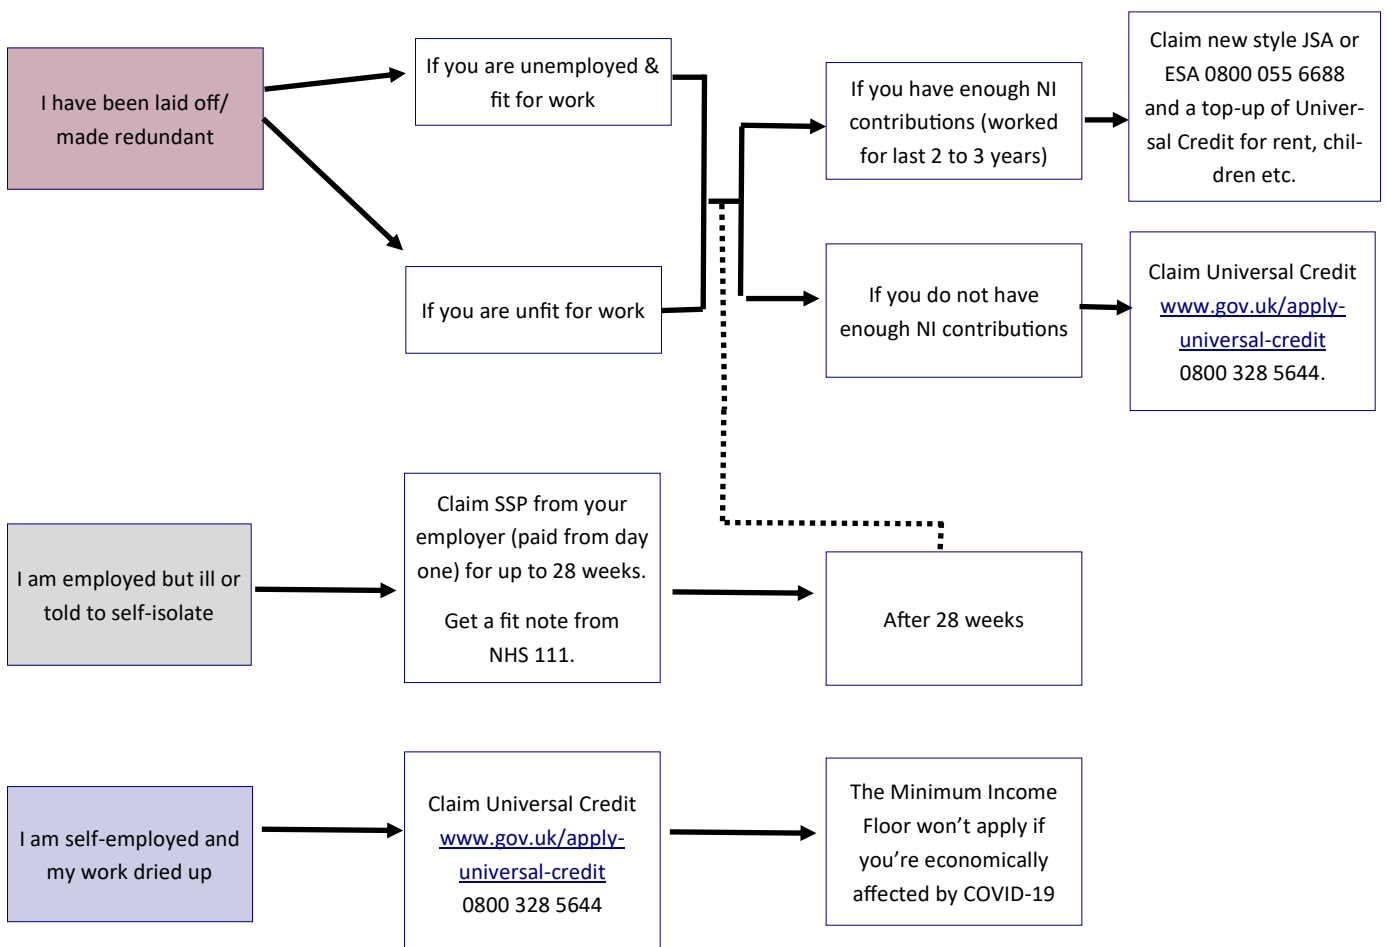 I have been laid off/
made redundant
If you are unemployed &
fit for work
If you are unfit for work
If you have enough NI
contributions (worked
for last 2 to 3 years)
Claim new style JSA or
ESA 0800 055 6688
and a top-up of Univer-
sal Credit for rent, chil-
dren etc.
If you do not have
enough NI contributions
Claim Universal Credit
www.gov.uk/apply-
universal-credit
0800 328 5644.
I am employed but ill or
told to self-isolate
Claim SSP from your
employer (paid from day
one) for up to 28 weeks.
Get a fit note from
NHS 111.
After 28 weeks
I am self-employed and
my work dried up
Claim Universal Credit
www.gov.uk/apply-
universal-credit
0800 328 5644
The Minimum Income
Floor won’t apply if
you’re economically
affected by COVID-19